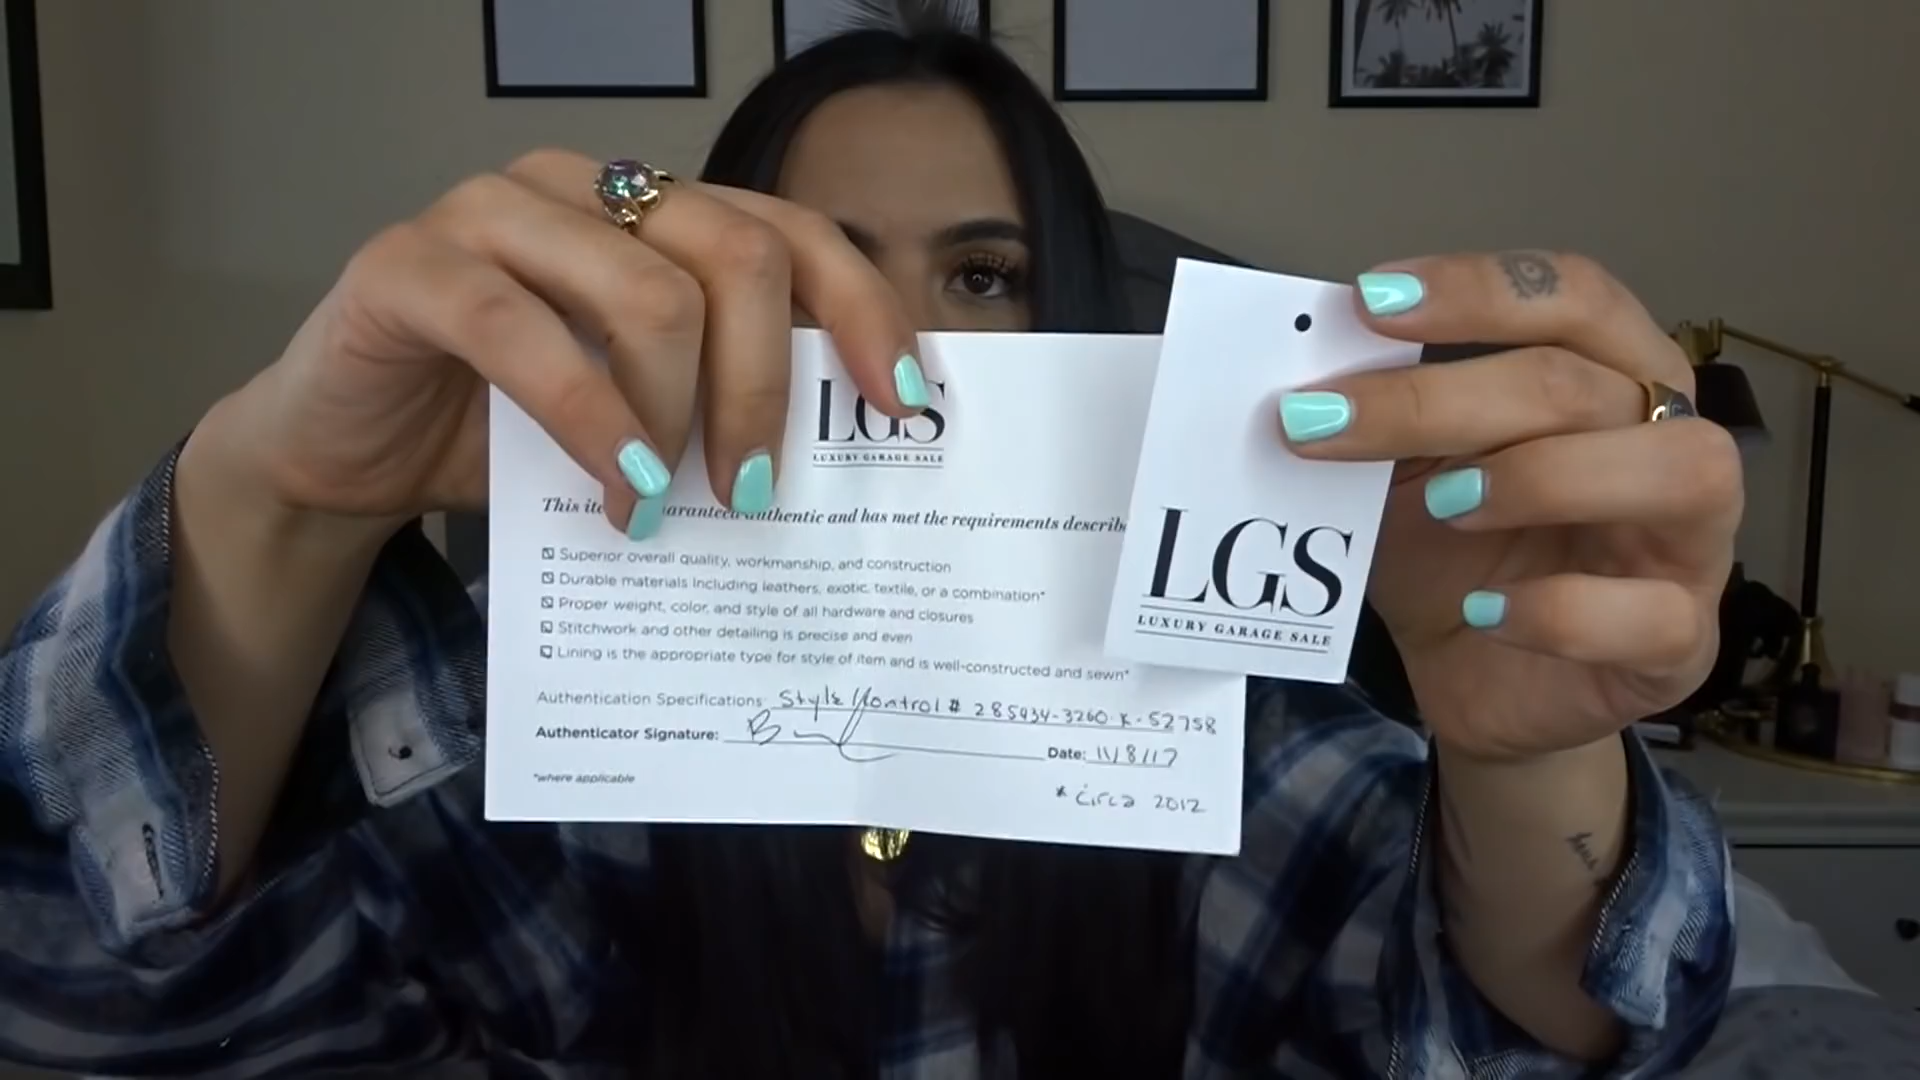 LGS
LUXURY GARAGE SALE
This authentic and has met the requirements
Superior overall quality, workmanship, and construction
Durable materials including leathers, exotic, textile, or a combination*
Proper weight, color, and style of all hardware and closures
Stitchwork and other detailing is precise and even
Lining is the appropriate type for style of item and is well-constructed and sewn*
Authentication Specifications: Style/Control # 285934-3260-K-52758
Authenticator Signature: Date: 11/8/17
*where applicable
* circa 2012
LGS
LUXURY GARAGE SALE